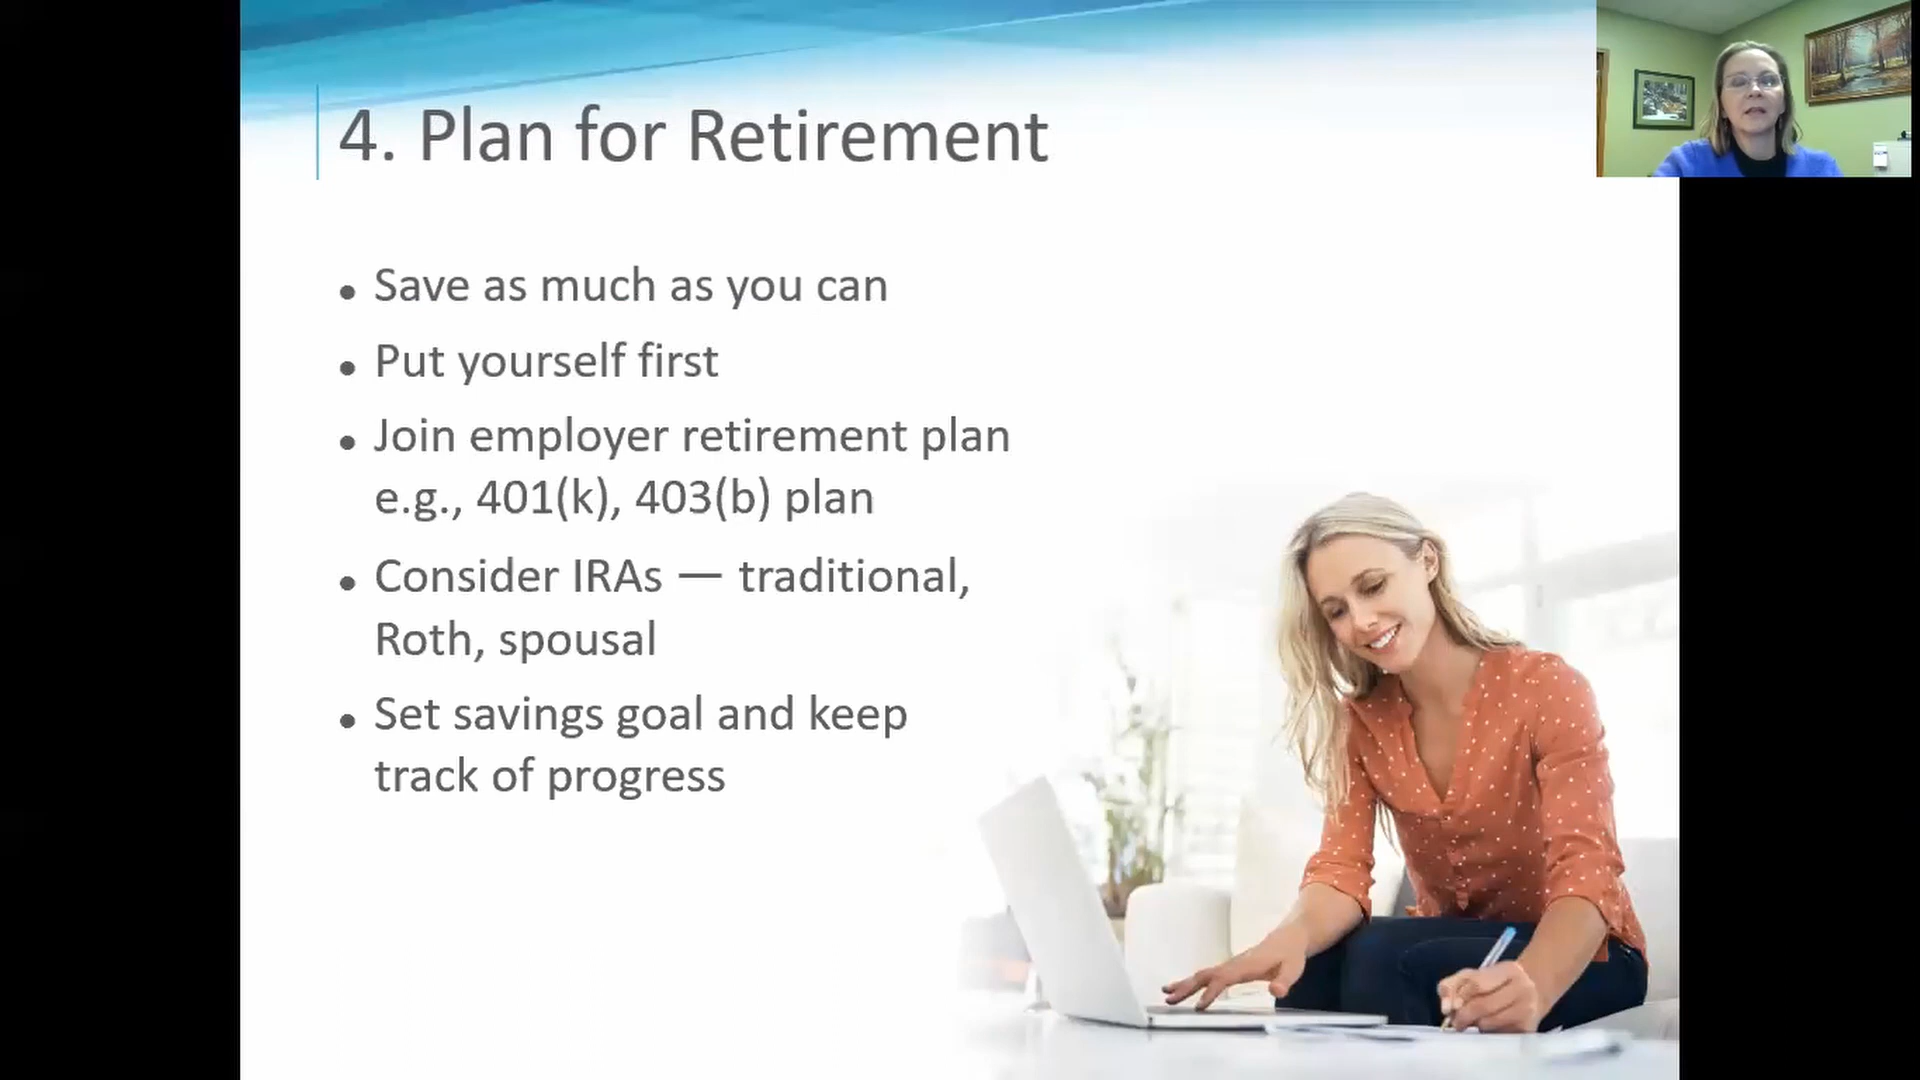 4. Plan for Retirement
• Save as much as you can
• Put yourself first
• Join employer retirement plan
e.g., 401(k), 403(b) plan
• Consider IRAs — traditional,
Roth, spousal
• Set savings goal and keep
track of progress